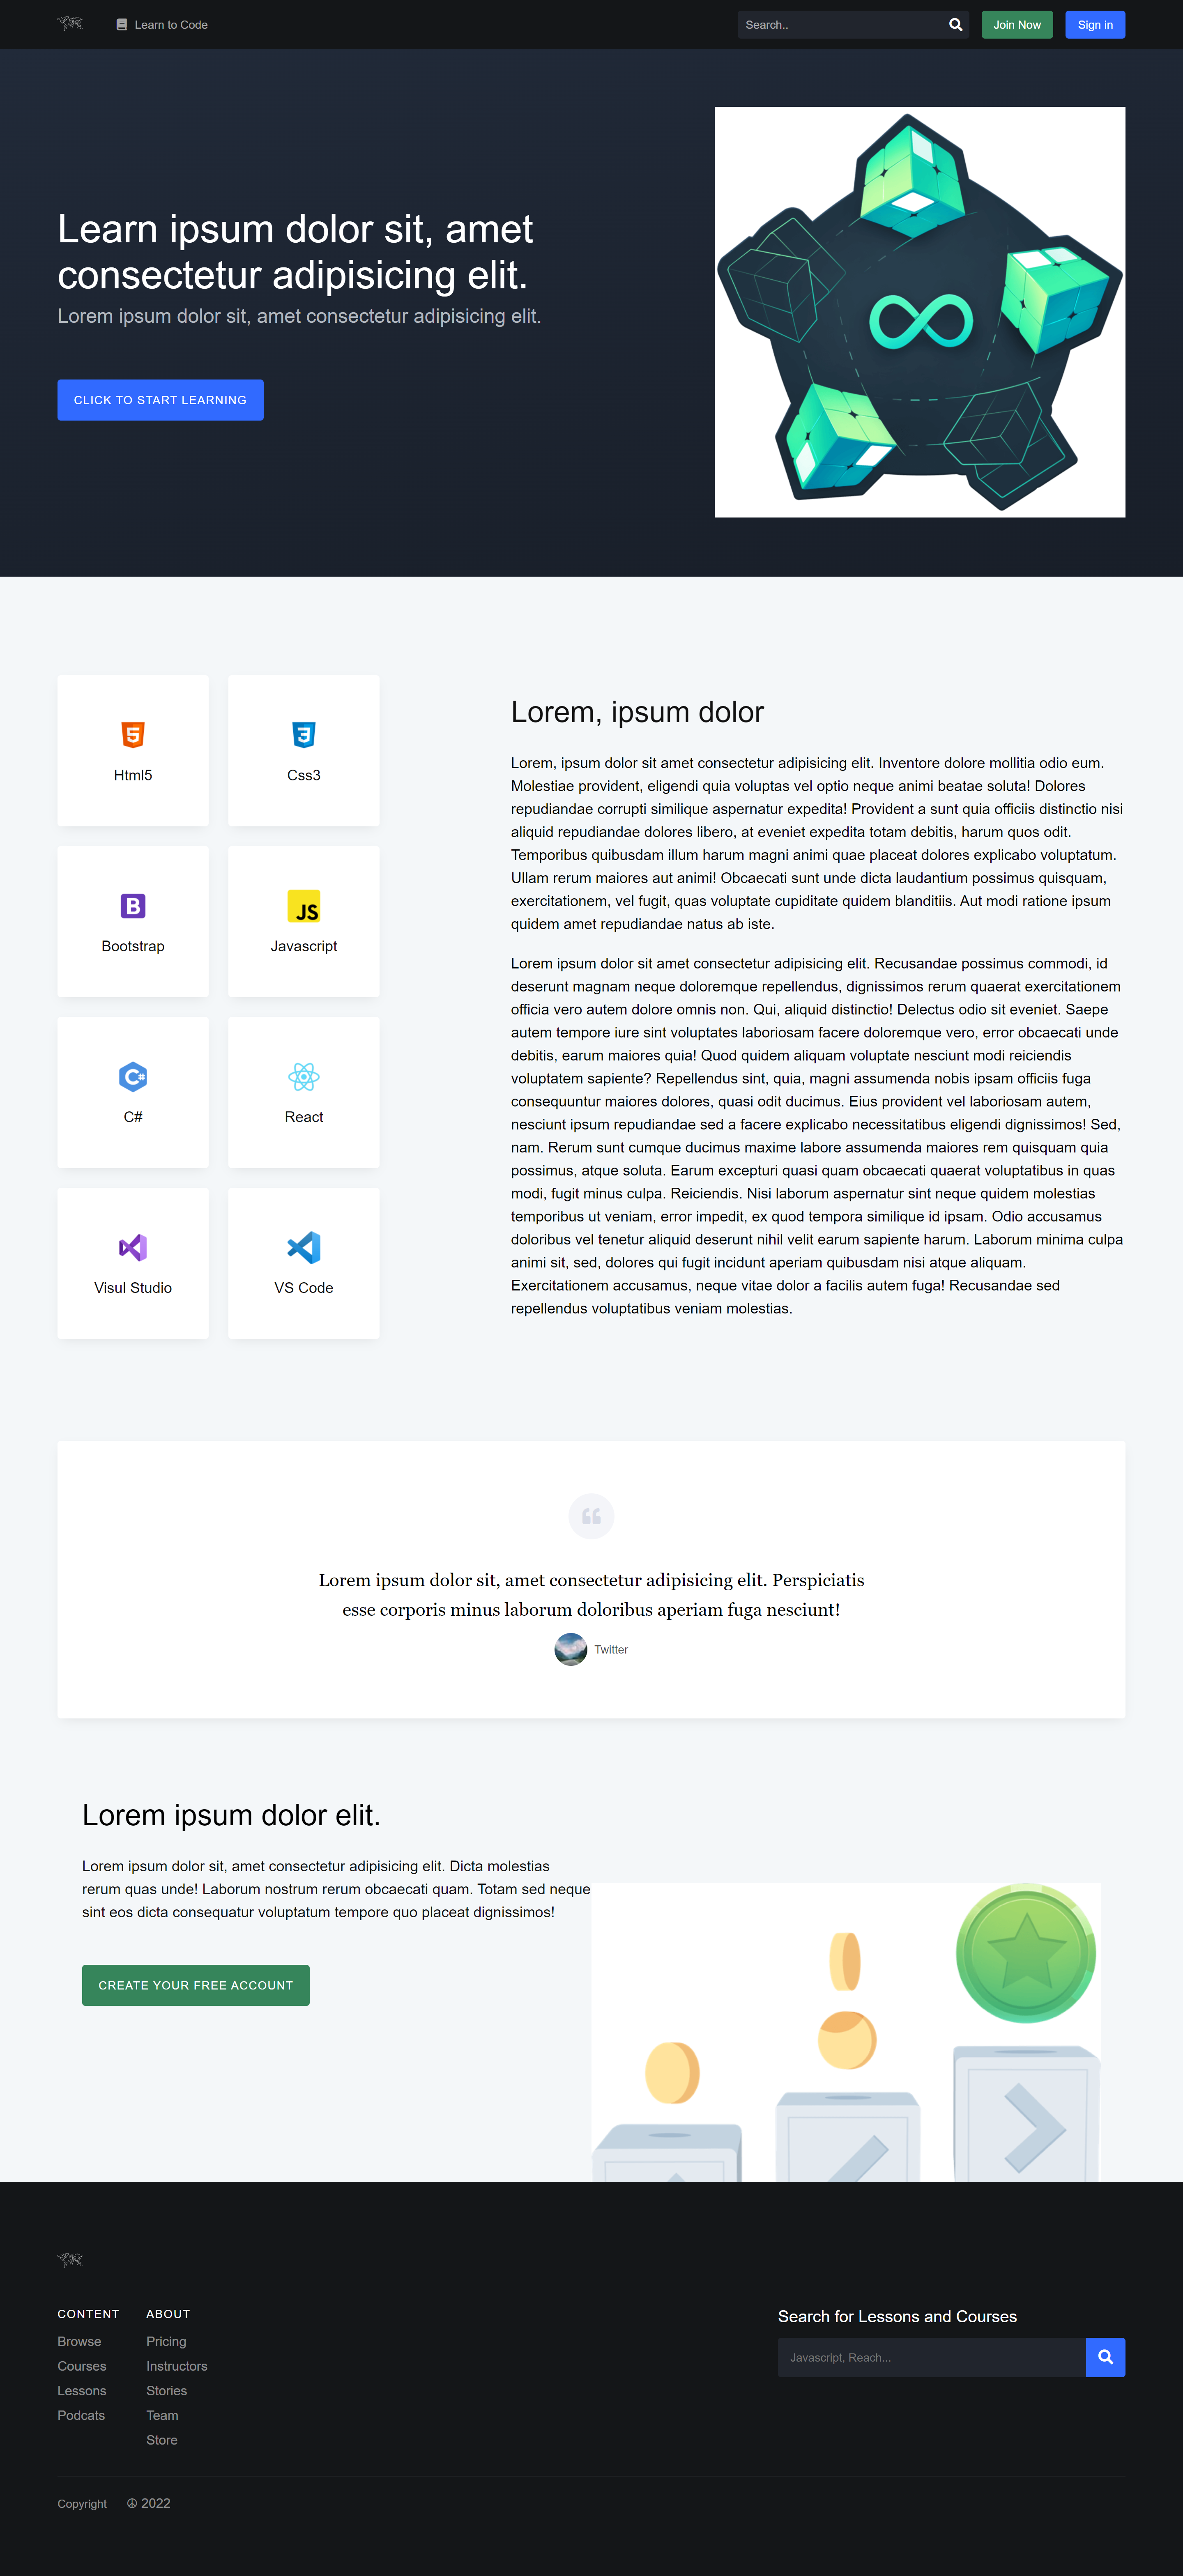 Learn to Code
Search..
Join Now
Sign in
Learn ipsum dolor sit, amet
consectetur adipisicing elit.
Lorem ipsum dolor sit, amet consectetur adipisicing elit.
CLICK TO START LEARNING
Html5
Css3
Bootstrap
JS
Javascript
C#
React
Visul Studio
VS Code
Lorem, ipsum dolor
Lorem, ipsum dolor sit amet consectetur adipisicing elit. Inventore dolore mollitia odio eum.
Molestiae provident, eligendi quia voluptas vel optio neque animi beatae soluta! Dolores
repudiandae corrupti similique aspernatur expedita! Provident a sunt quia officiis distinctio nisi
aliquid repudiandae dolores libero, at eveniet expedita totam debitis, harum quos odit.
Temporibus quibusdam illum harum magni animi quae placeat dolores explicabo voluptatum.
Ullam rerum maiores aut animi! Obcaecati sunt unde dicta laudantium possimus quisquam,
exercitationem, vel fugit, quas voluptate cupiditate quidem blanditiis. Aut modi ratione ipsum
quidem amet repudiandae natus ab iste.
Lorem ipsum dolor sit amet consectetur adipisicing elit. Recusandae possimus commodi, id
deserunt magnam neque doloremque repellendus, dignissimos rerum quaerat exercitationem
officia vero autem dolore omnis non. Qui, aliquid distinctio! Delectus odio sit eveniet. Saepe
autem tempore iure sint voluptates laboriosam facere doloremque vero, error obcaecati unde
debitis, earum maiores quia! Quod quidem aliquam voluptate nesciunt modi reiciendis
voluptatem sapiente? Repellendus sint, quia, magni assumenda nobis ipsam officiis fuga
consequuntur maiores dolores, quasi odit ducimus. Eius provident vel laboriosam autem,
nesciunt ipsum repudiandae sed a facere explicabo necessitatibus eligendi dignissimos! Sed,
nam. Rerum sunt cumque ducimus maxime labore assumenda maiores rem quisquam quia
possimus, atque soluta. Earum excepturi quasi quam obcaecati quaerat voluptatibus in quas
modi, fugit minus culpa. Reiciendis. Nisi laborum aspernatur sint neque quidem molestias
temporibus ut veniam, error impedit, ex quod tempora similique id ipsam. Odio accusamus
doloribus vel tenetur aliquid deserunt nihil velit earum sapiente harum. Laborum minima culpa
animi sit, sed, dolores qui fugit incidunt aperiam quibusdam nisi atque aliquam.
Exercitationem accusamus, neque vitae dolor a facilis autem fuga! Recusandae sed
repellendus voluptatibus veniam molestias.
Lorem ipsum dolor sit, amet consectetur adipisicing elit. Perspiciatis
esse corporis minus laborum doloribus aperiam fuga nesciunt!
Twitter
Lorem ipsum dolor elit.
Lorem ipsum dolor sit, amet consectetur adipisicing elit. Dicta molestias
rerum quas unde! Laborum nostrum rerum obcaecati quam. Totam sed neque
sint eos dicta consequatur voluptatum tempore quo placeat dignissimos!
CREATE YOUR FREE ACCOUNT
CONTENT
Browse
Courses
Lessons
Podcats
ABOUT
Pricing
Instructors
Stories
Team
Store
Search for Lessons and Courses
Javascript, Reach...
Copyright ☮ 2022